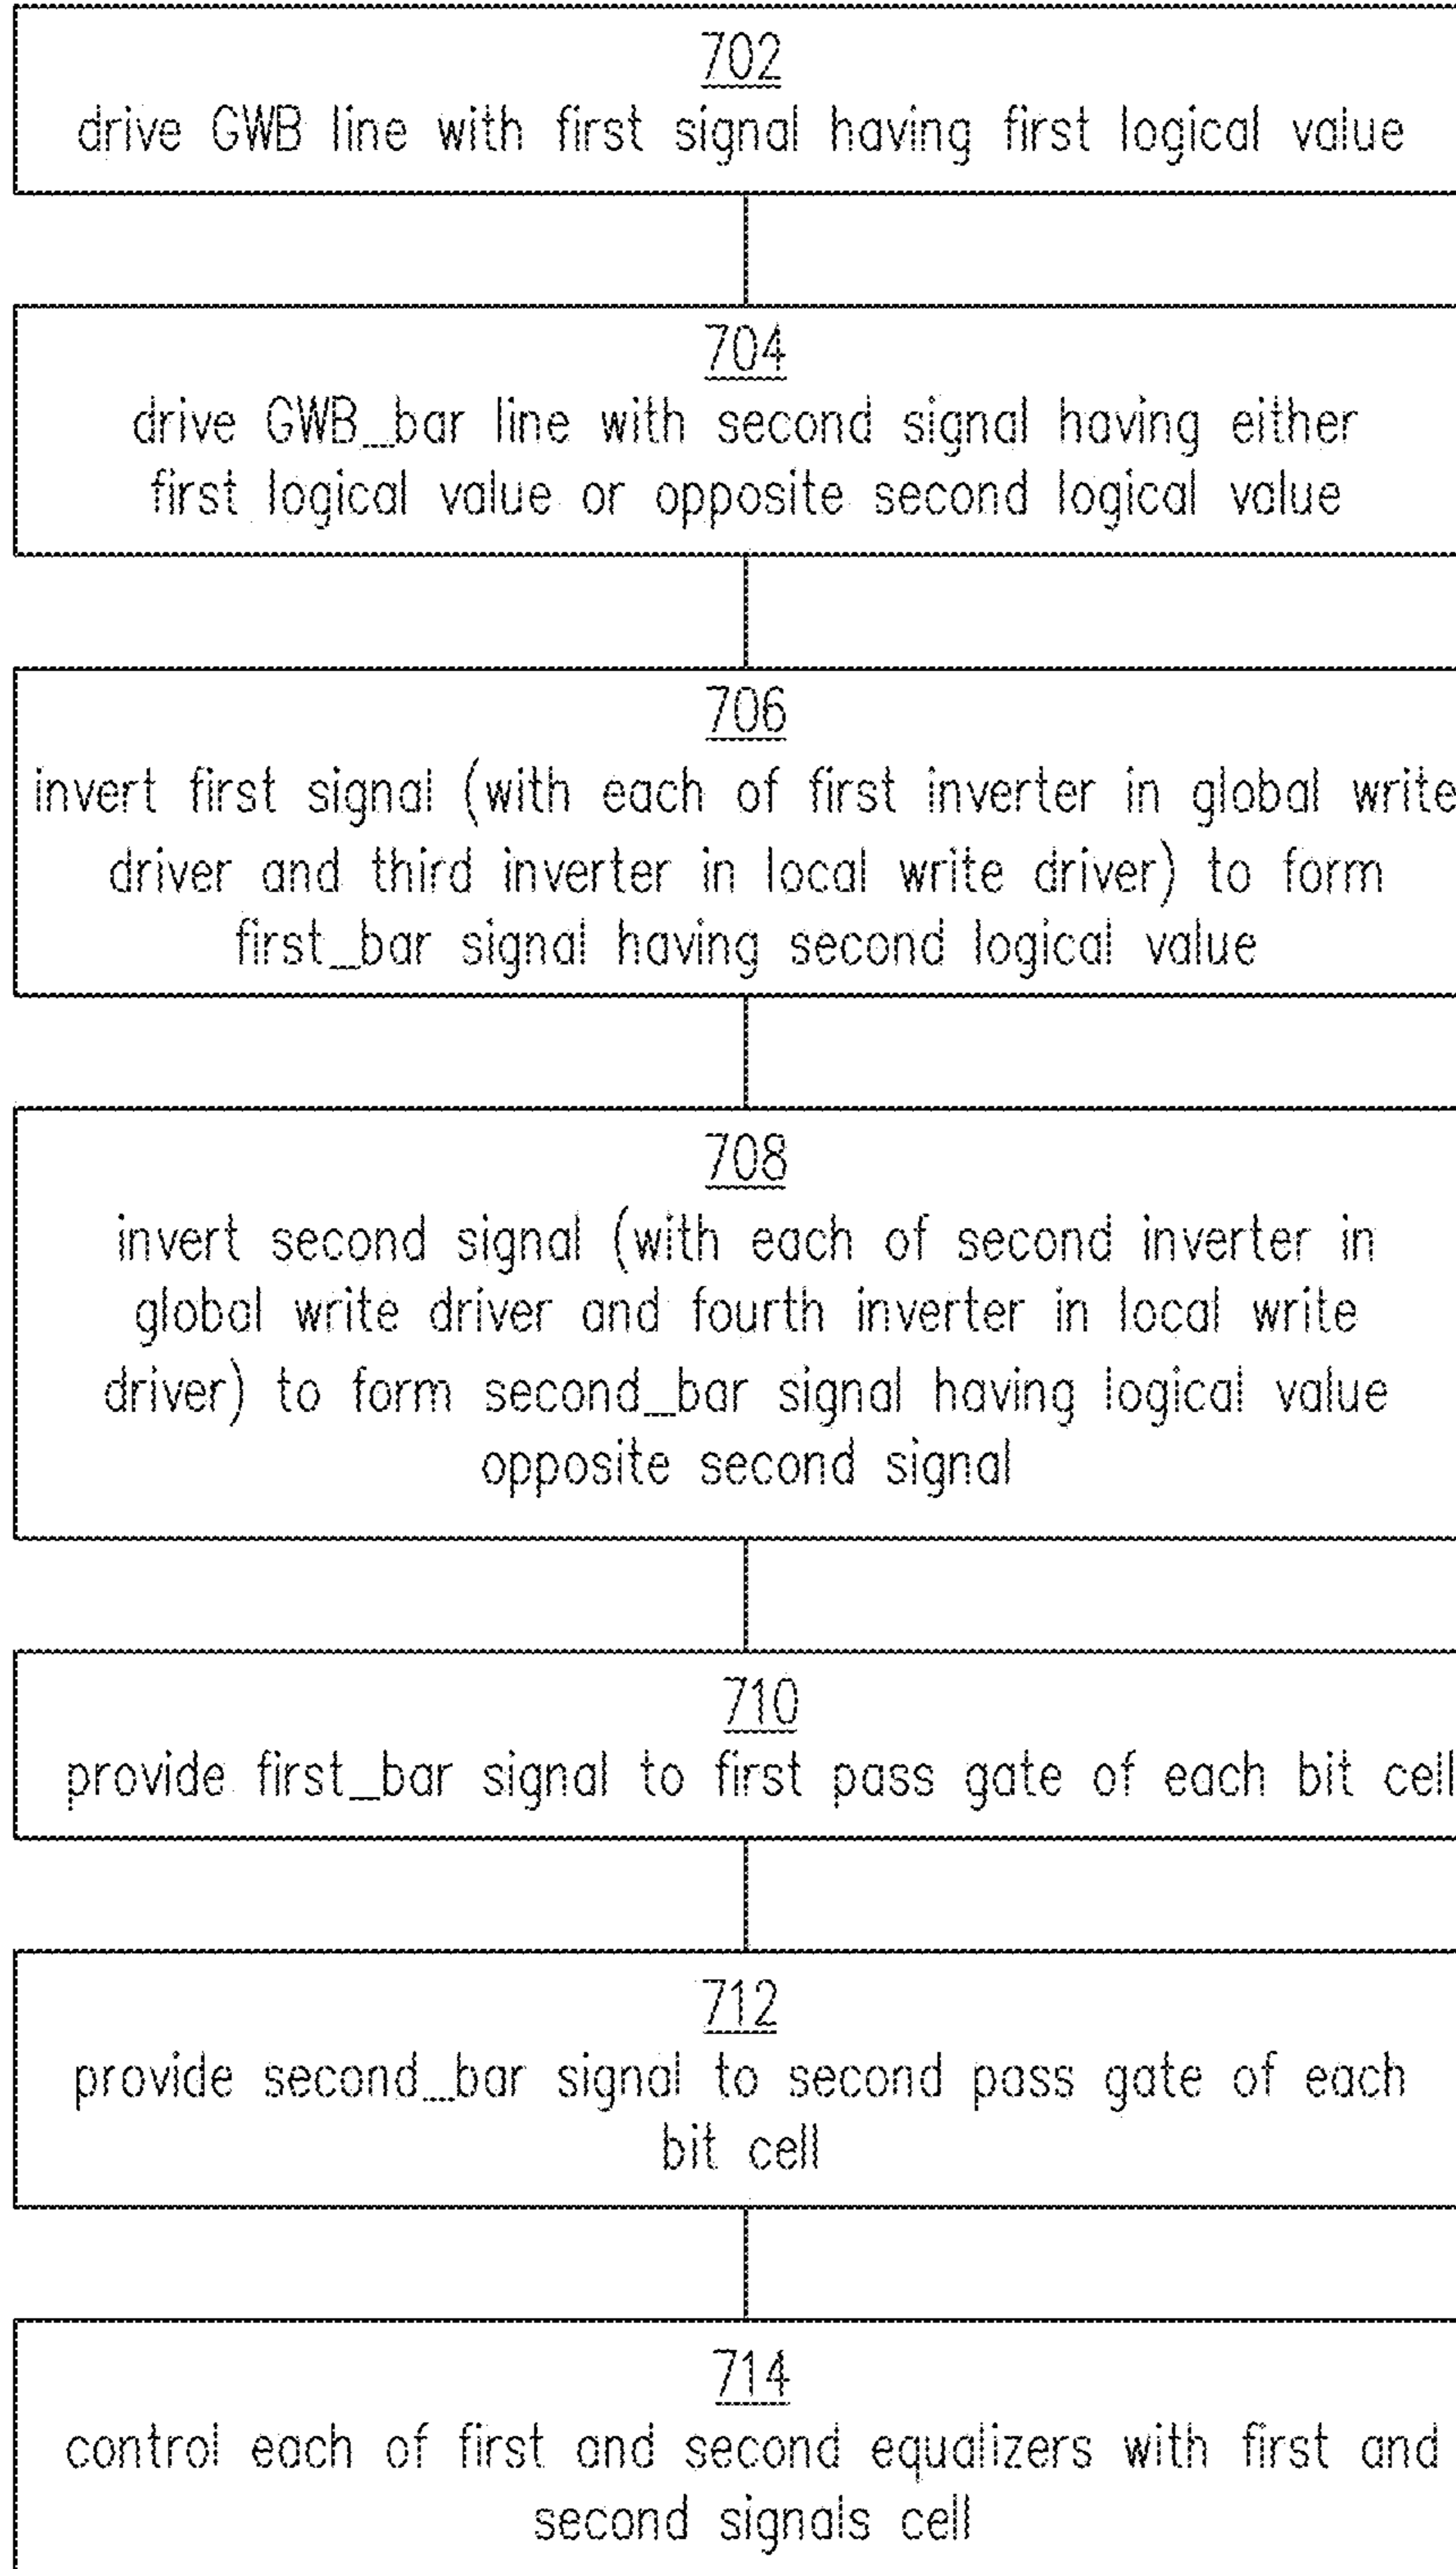 702
drive GWB line with first signal having first logical value
704
drive GWB_bar line with second signal having either
first logical value or opposite second logical value
706
invert first signal (with each of first inverter in global write
driver and third inverter in local write driver) to form
first_bar signal having second logical value
708
invert second signal (with each of second inverter in
global write driver and fourth inverter in local write
driver) to form second_bar signal having logical value
opposite second signal
710
provide first_bar signal to first pass gate of each bit cell
712
provide second_bar signal to second pass gate of each
bit cell
714
control each of first and second equalizers with first and
second signals cell